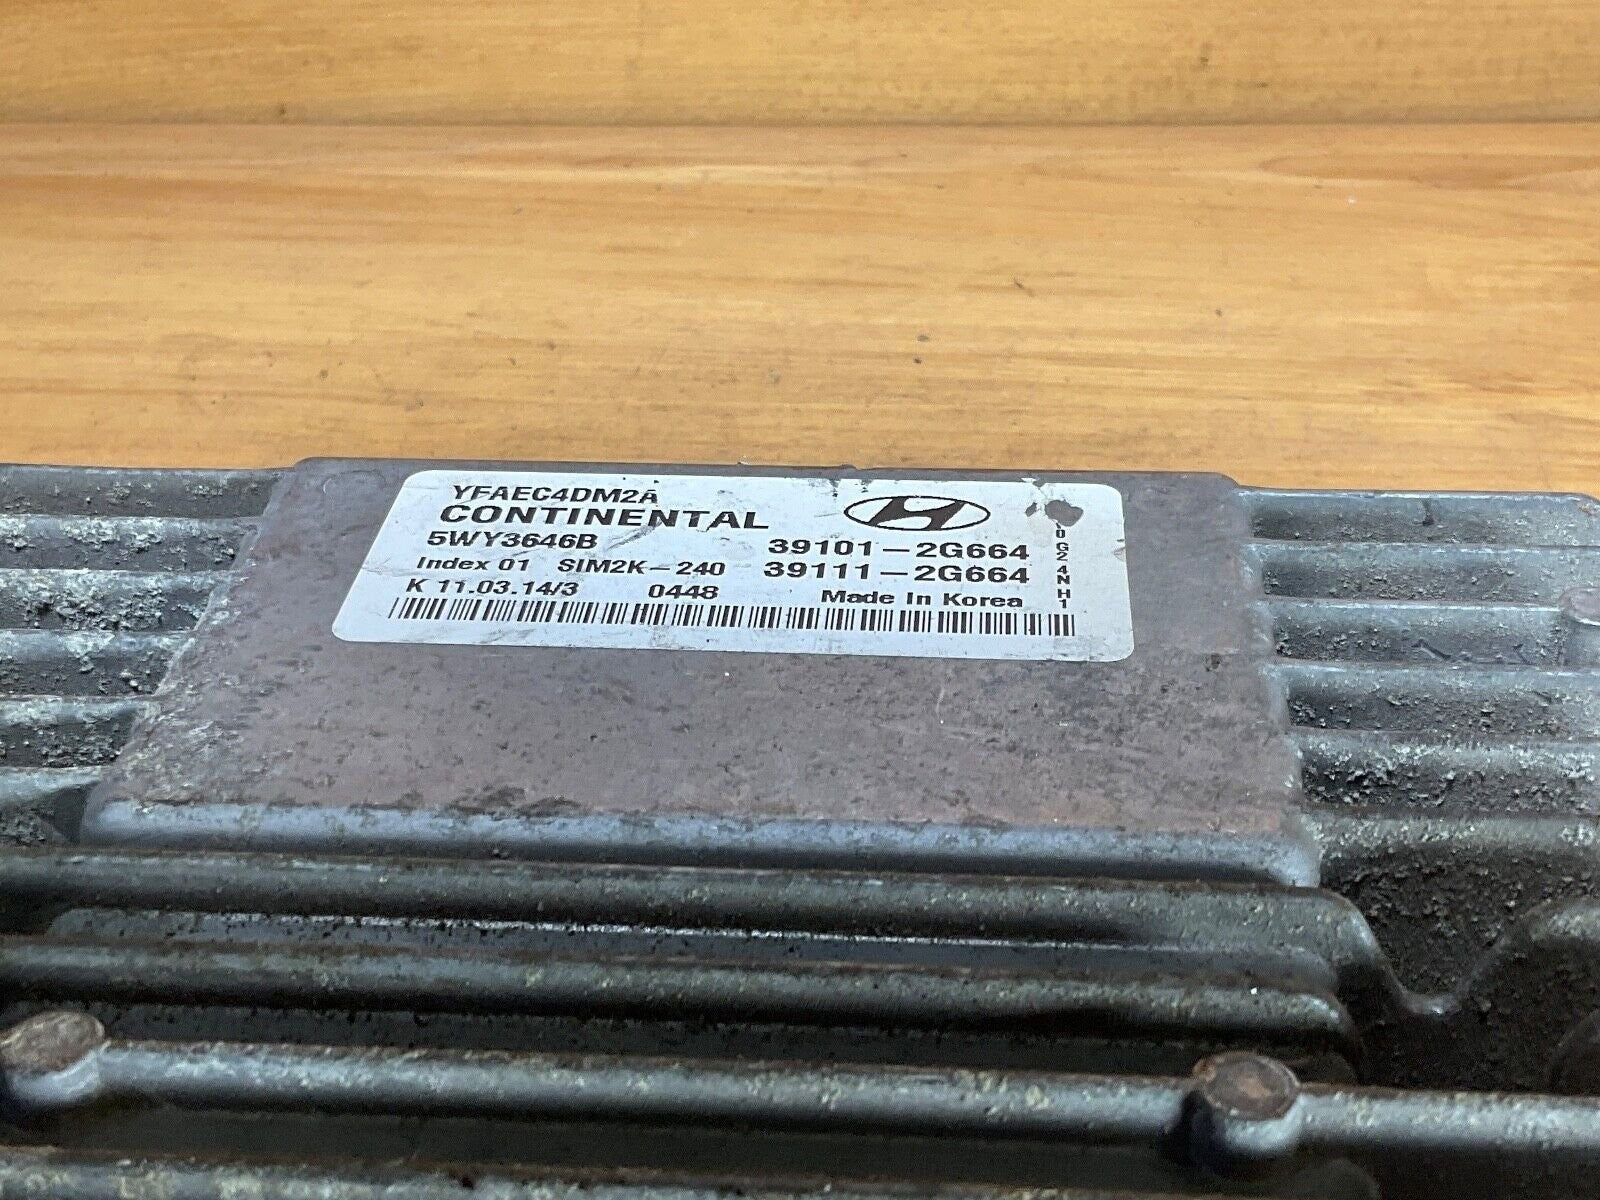 YFAEC4DM2A
CONTINENTAL
5WY3646B 39101-2G664
Index 01 SIM2K-240 39111-2G664
K 11.03.14/3 0448 Made In Korea
0G24NH1